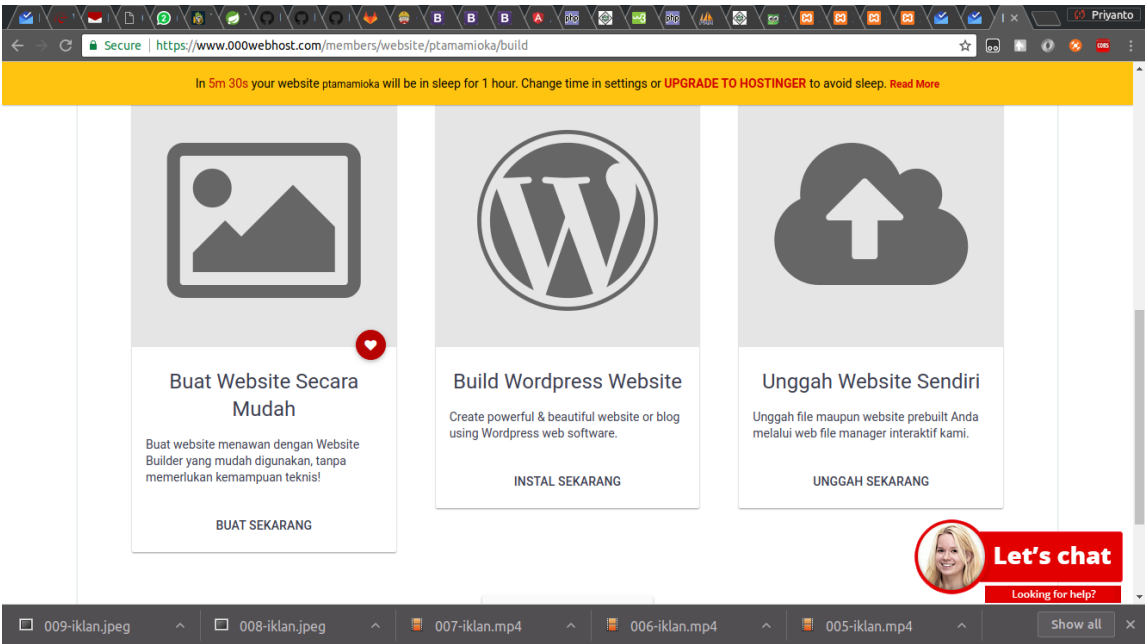 Priyanto
Secure https://www.000webhost.com/members/website/ptamamioka/build
In 5m 30s your website ptamamioka will be in sleep for 1 hour. Change time in settings or UPGRADE TO HOSTINGER to avoid sleep. Read More
Buat Website Secara
Mudah
Buat website menawan dengan Website
Builder yang mudah digunakan, tanpa
memerlukan kemampuan teknis!
BUAT SEKARANG
Build Wordpress Website
Create powerful & beautiful website or blog
using Wordpress web software.
INSTAL SEKARANG
Unggah Website Sendiri
Unggah file maupun website prebuilt Anda
melalui web file manager interaktif kami.
UNGGAH SEKARANG
Let's chat
Looking for help?
009-iklan.jpeg
008-iklan.jpeg
007-iklan.mp4
006-iklan.mp4
005-iklan.mp4
Show all